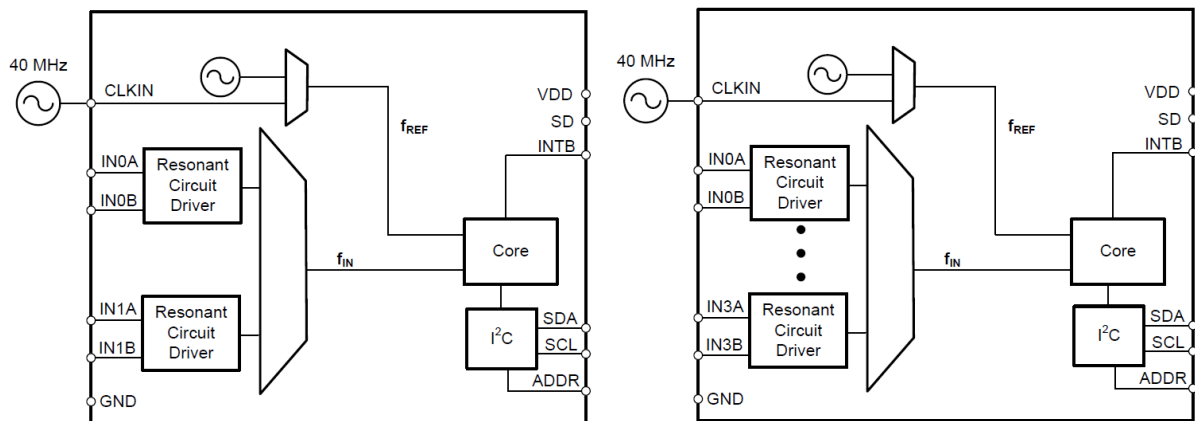 40 MHz
CLKIN
VDD
SD
fREF
INTB
IN0A
IN0B
Resonant
Circuit
Driver
Core
fIN
IN1A
IN1B
Resonant
Circuit
Driver
I²C
SDA
SCL
ADDR
GND
40 MHz
CLKIN
VDD
SD
fREF
INTB
IN0A
IN0B
Resonant
Circuit
Driver
Core
fIN
IN3A
IN3B
Resonant
Circuit
Driver
I²C
SDA
SCL
ADDR
GND